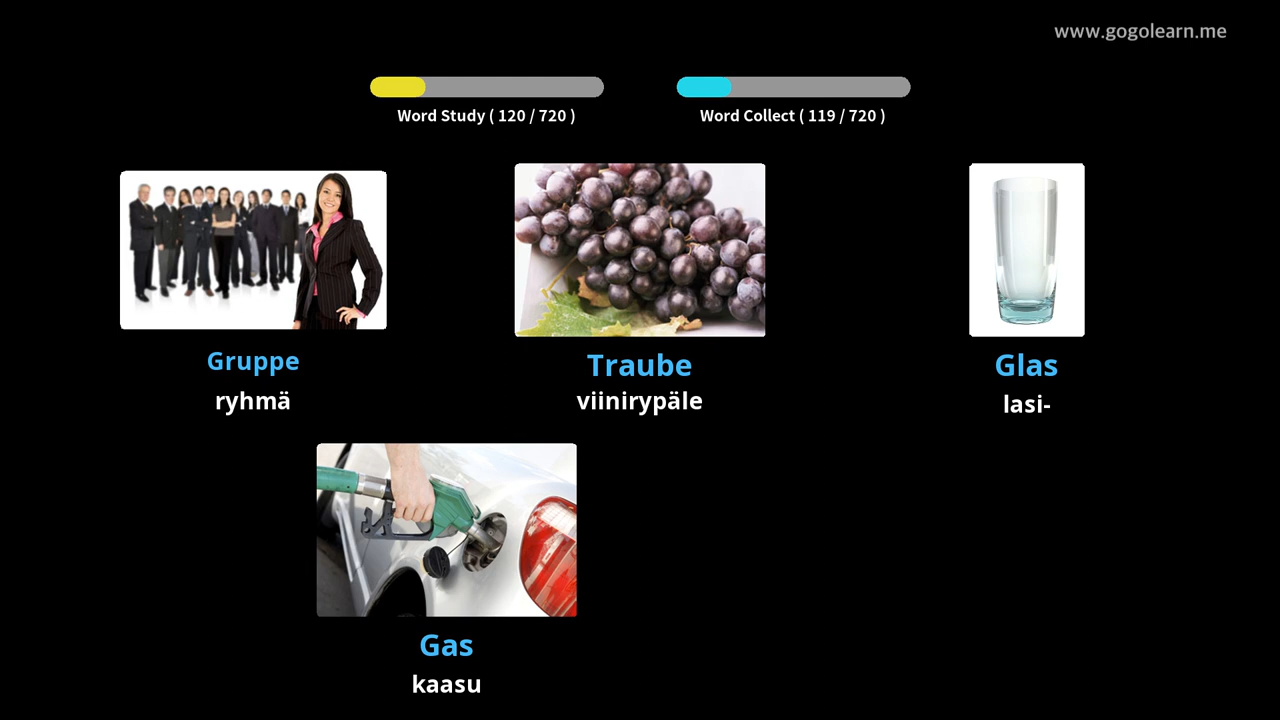 www.gogolearn.me
Word Study ( 120 / 720 )
Word Collect ( 119 / 720 )
Gruppe
ryhmä
Traube
viinirypäle
Glas
lasi-
Gas
kaasu